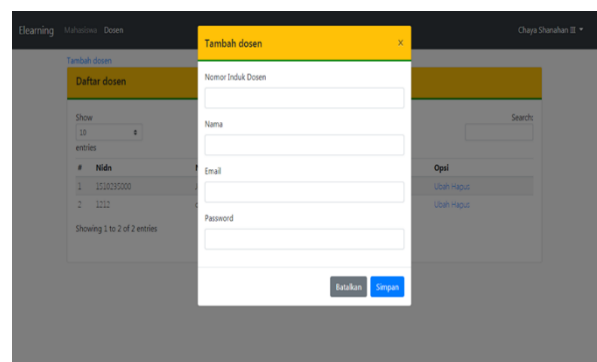 Elearning Mahasiswa Dosen Chaya Shanahan III
Tambah dosen
Daftar dosen
Show
10
entries
Search:
# Nidn Opsi
1 1510295000 Ubah Hapus
2 1212 Ubah Hapus
Showing 1 to 2 of 2 entries
Tambah dosen ×
Nomor Induk Dosen
Nama
Email
Password
Batalkan Simpan